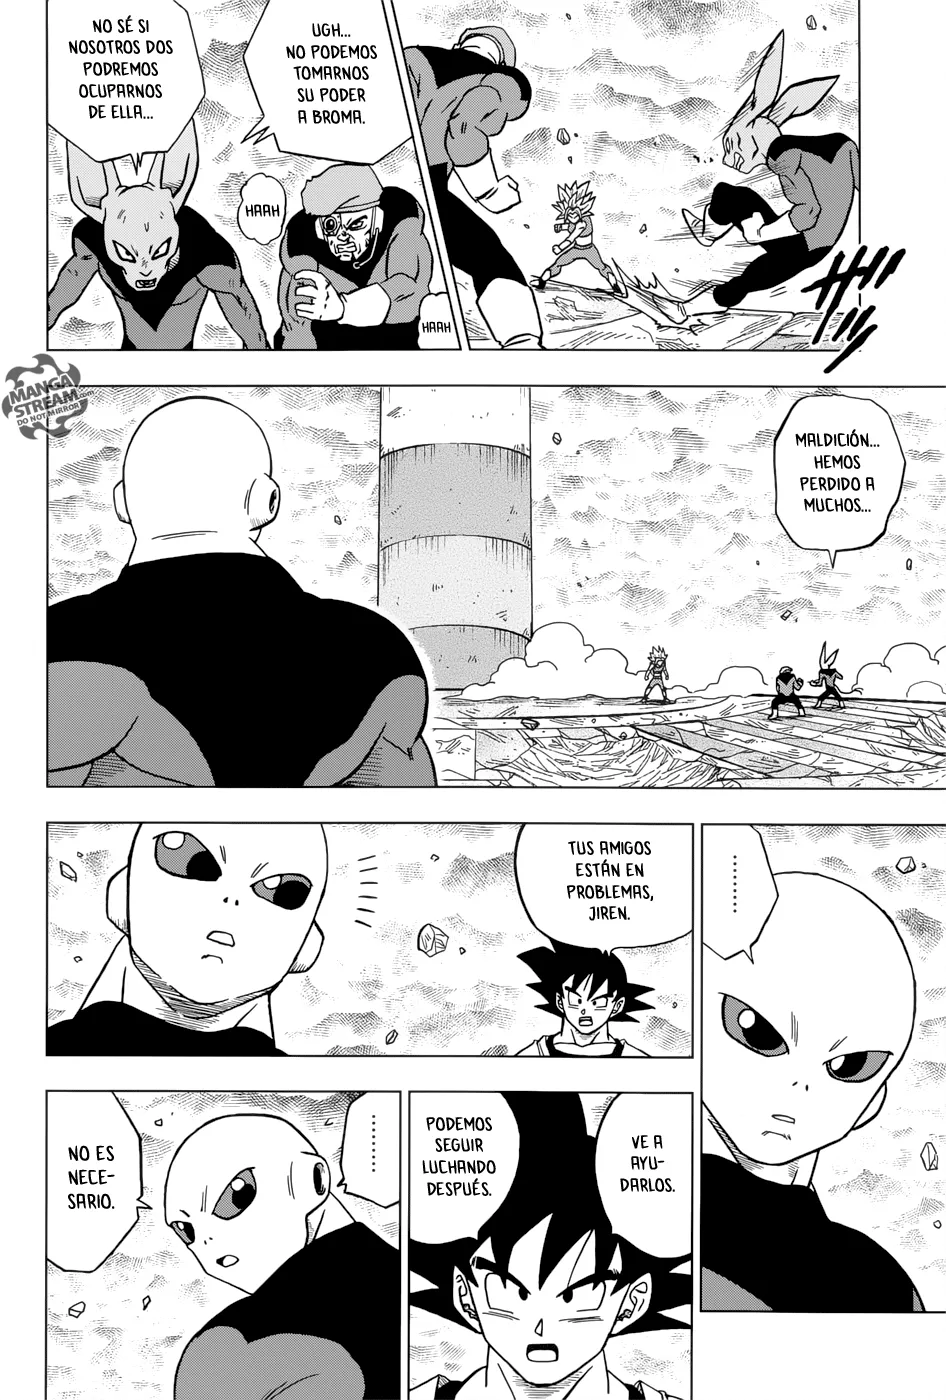 UGH...
NO PODEMOS
TOMARNOS
SU PODER
A BROMA.
HAAH
HAAH
NO SÉ SI
NOSOTROS DOS
PODREMOS
OCUPARNOS
DE ELLA...
MALDICIÓN...
HEMOS
PERDIDO A
MUCHOS...
MANGA
STREAM.com
DO NOT MIRROR
..........
TUS AMIGOS
ESTÁN EN
PROBLEMAS,
JIREN.
VE A
AYU-
DARLOS.
PODEMOS
SEGUIR
LUCHANDO
DESPUÉS.
..........
NO ES
NECE-
SARIO.